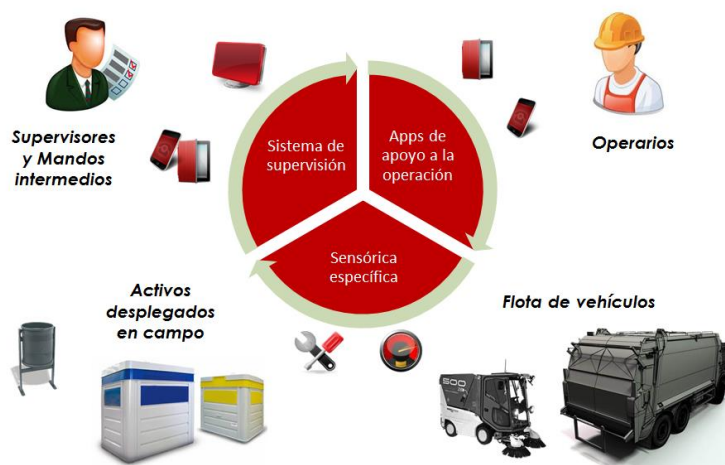 Supervisores
y Mandos
intermedios
Sistema de
supervisión
Apps de
apoyo a la
operación
Operarios
Sensórica
específica
Activos
desplegados
en campo
Flota de vehículos
500